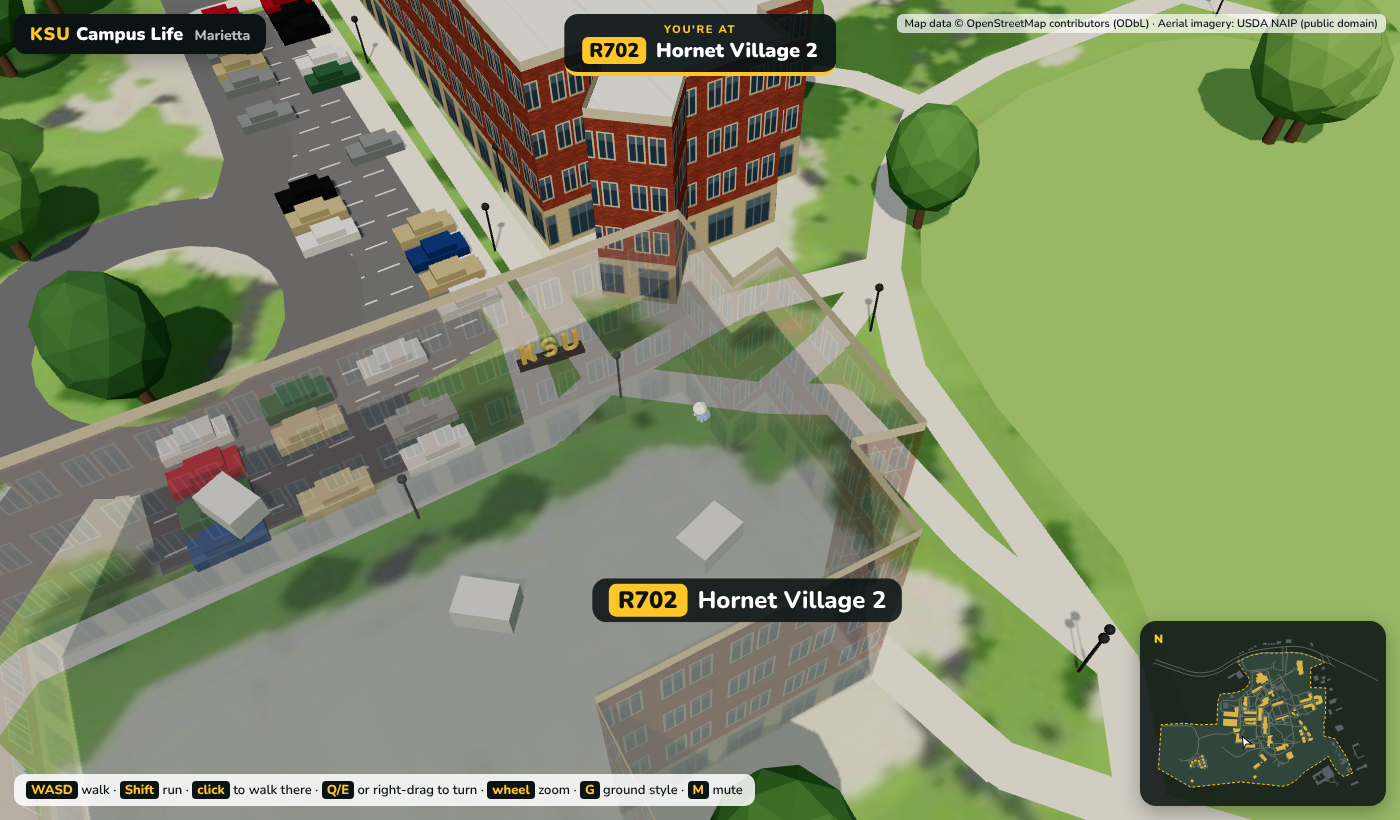 KSU Campus Life Marietta
YOU'RE AT
R702 Hornet Village 2
Map data © OpenStreetMap contributors (ODbL) · Aerial imagery: USDA NAIP (public domain)
KSU
R702 Hornet Village 2
N
WASD walk · Shift run · click to walk there · Q/E or right-drag to turn · wheel zoom · G ground style · M mute